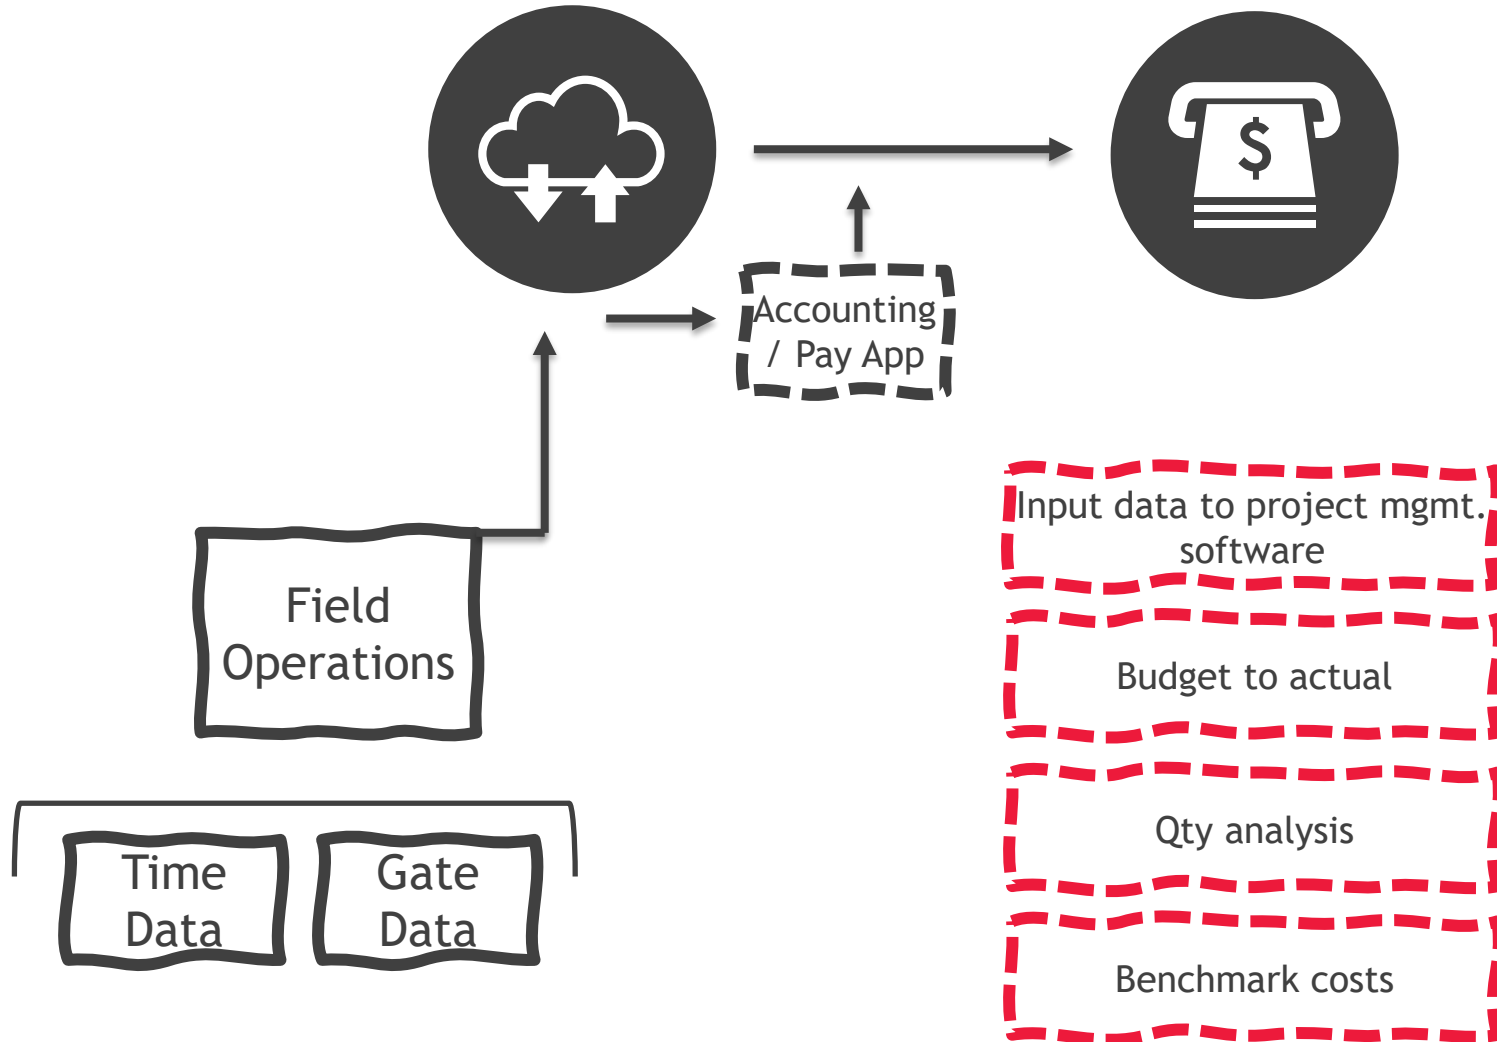 $
Accounting
/ Pay App
Input data to project mgmt.
software
Field
Operations
Budget to actual
Qty analysis
Time
Data
Gate
Data
Benchmark costs